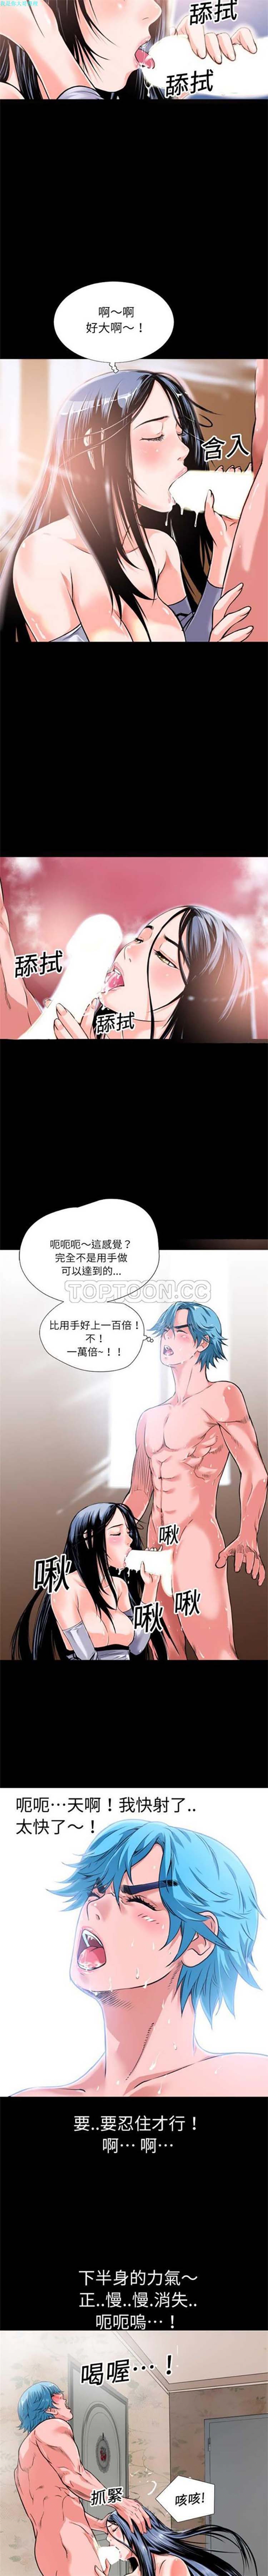 舔拭
舔拭
啊～啊
好大啊～！
含入
舔拭
舔拭
呃呃呃～這感覺？
完全不是用手做
可以達到的...
TOPTOON.CC
比用手好上一百倍！
不！
一萬倍~！！
啾
啾
啾
啾
呃呃…天啊！我快射了..
太快了～！
要..要忍住才行！
啊… 啊…
下半身的力氣～
正..慢..慢.消失..
呃呃嗚…！
喝喔…！
抓緊
咳咳!